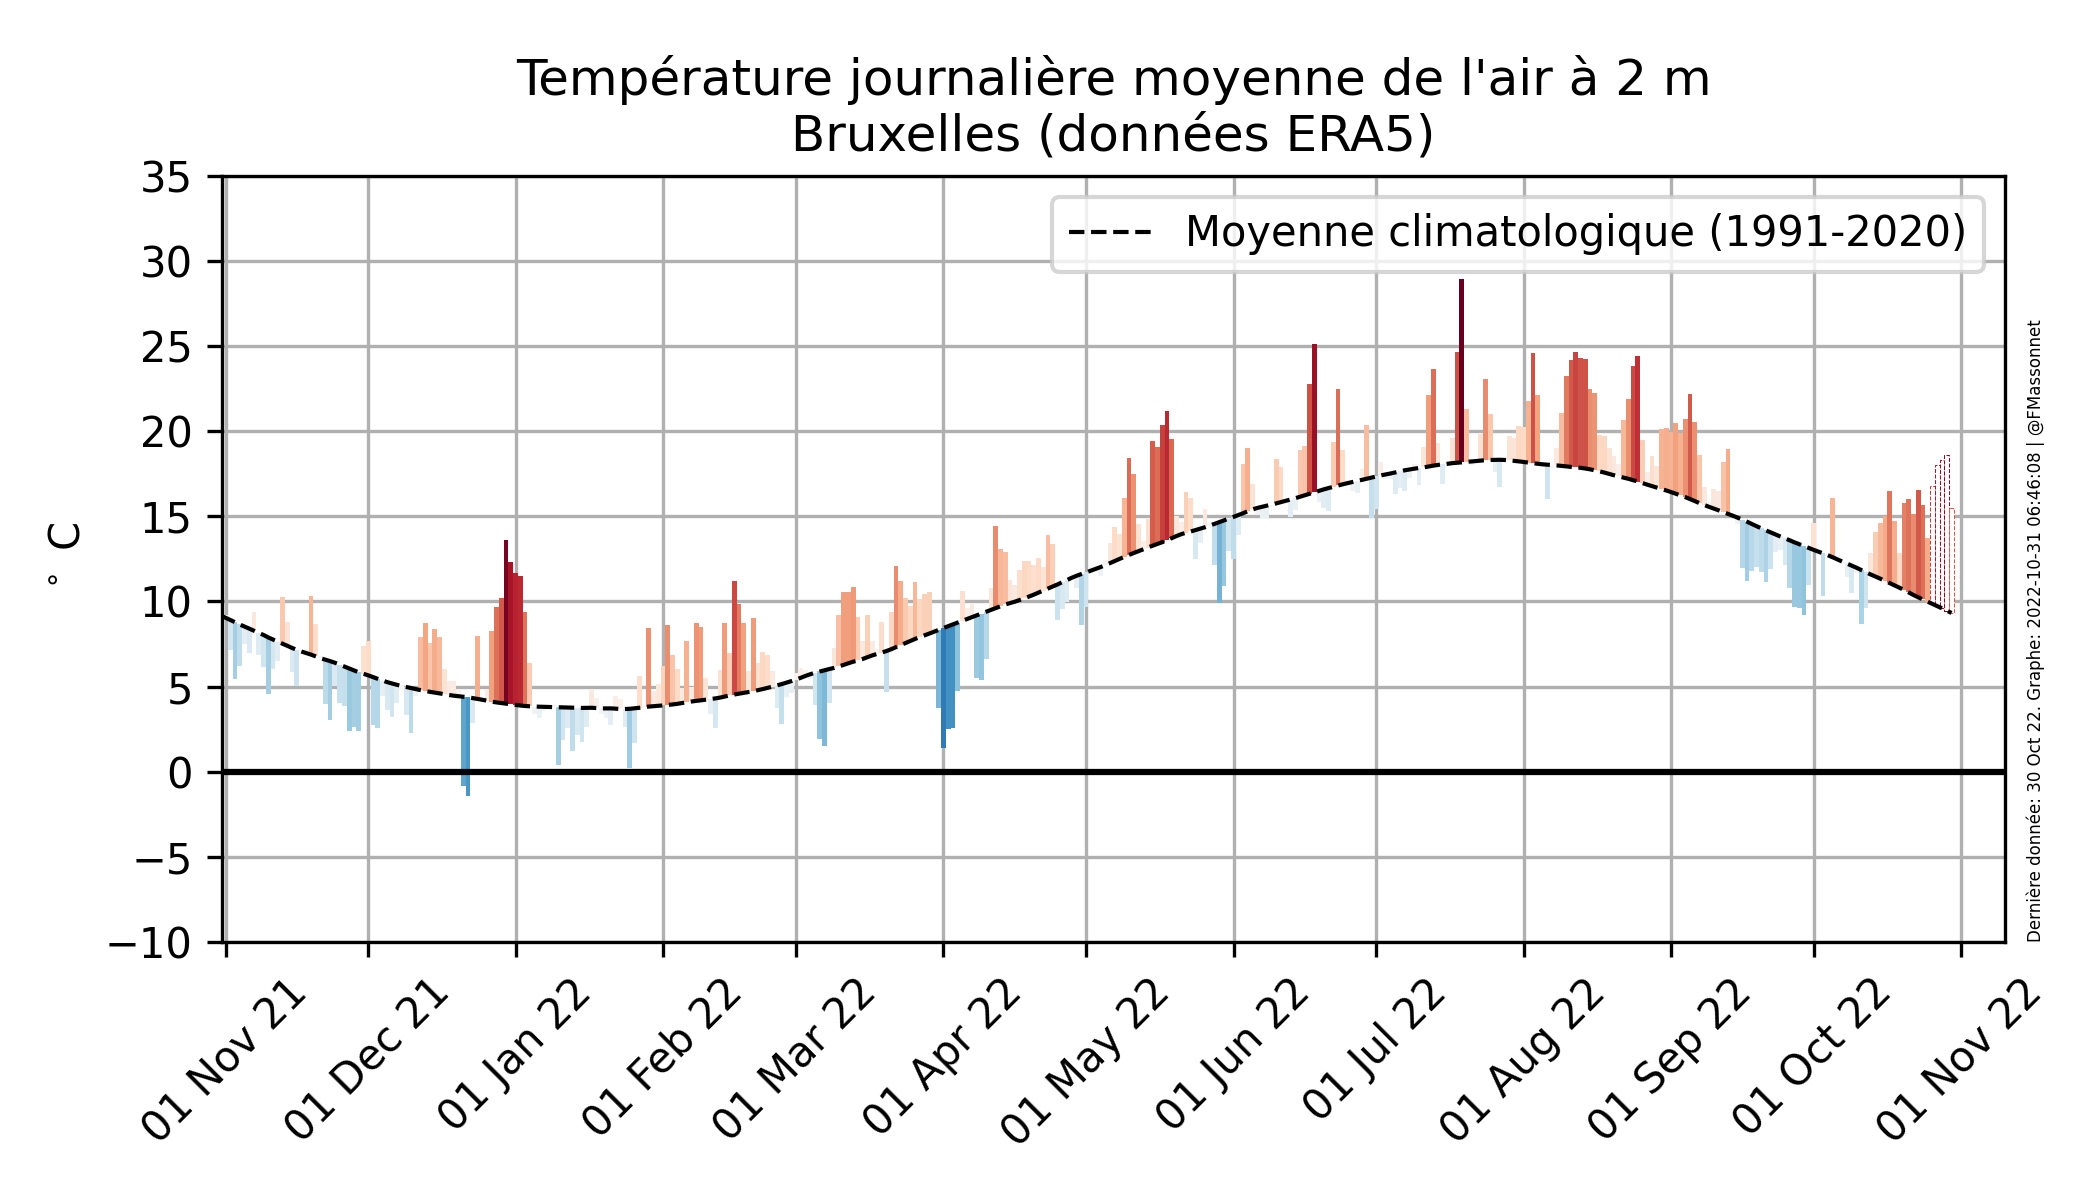 Température journalière moyenne de l'air à 2 m
Bruxelles (données ERA5)
Moyenne climatologique (1991-2020)
35
30
25
20
15
10
5
0
−5
−10
° C
01 Nov 21
01 Dec 21
01 Jan 22
01 Feb 22
01 Mar 22
01 Apr 22
01 May 22
01 Jun 22
01 Jul 22
01 Aug 22
01 Sep 22
01 Oct 22
01 Nov 22
Dernière donnée: 30 Oct 22. Graphe: 2022-10-31 06:46:08 | @FMassonnet